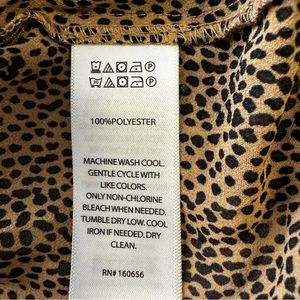 100%POLYESTER
MACHINE WASH COOL.
GENTLE CYCLE WITH
LIKE COLORS.
ONLY NON-CHLORINE
BLEACH WHEN NEEDED.
TUMBLE DRY LOW. COOL
IRON IF NEEDED. DRY
CLEAN.
RN# 160656